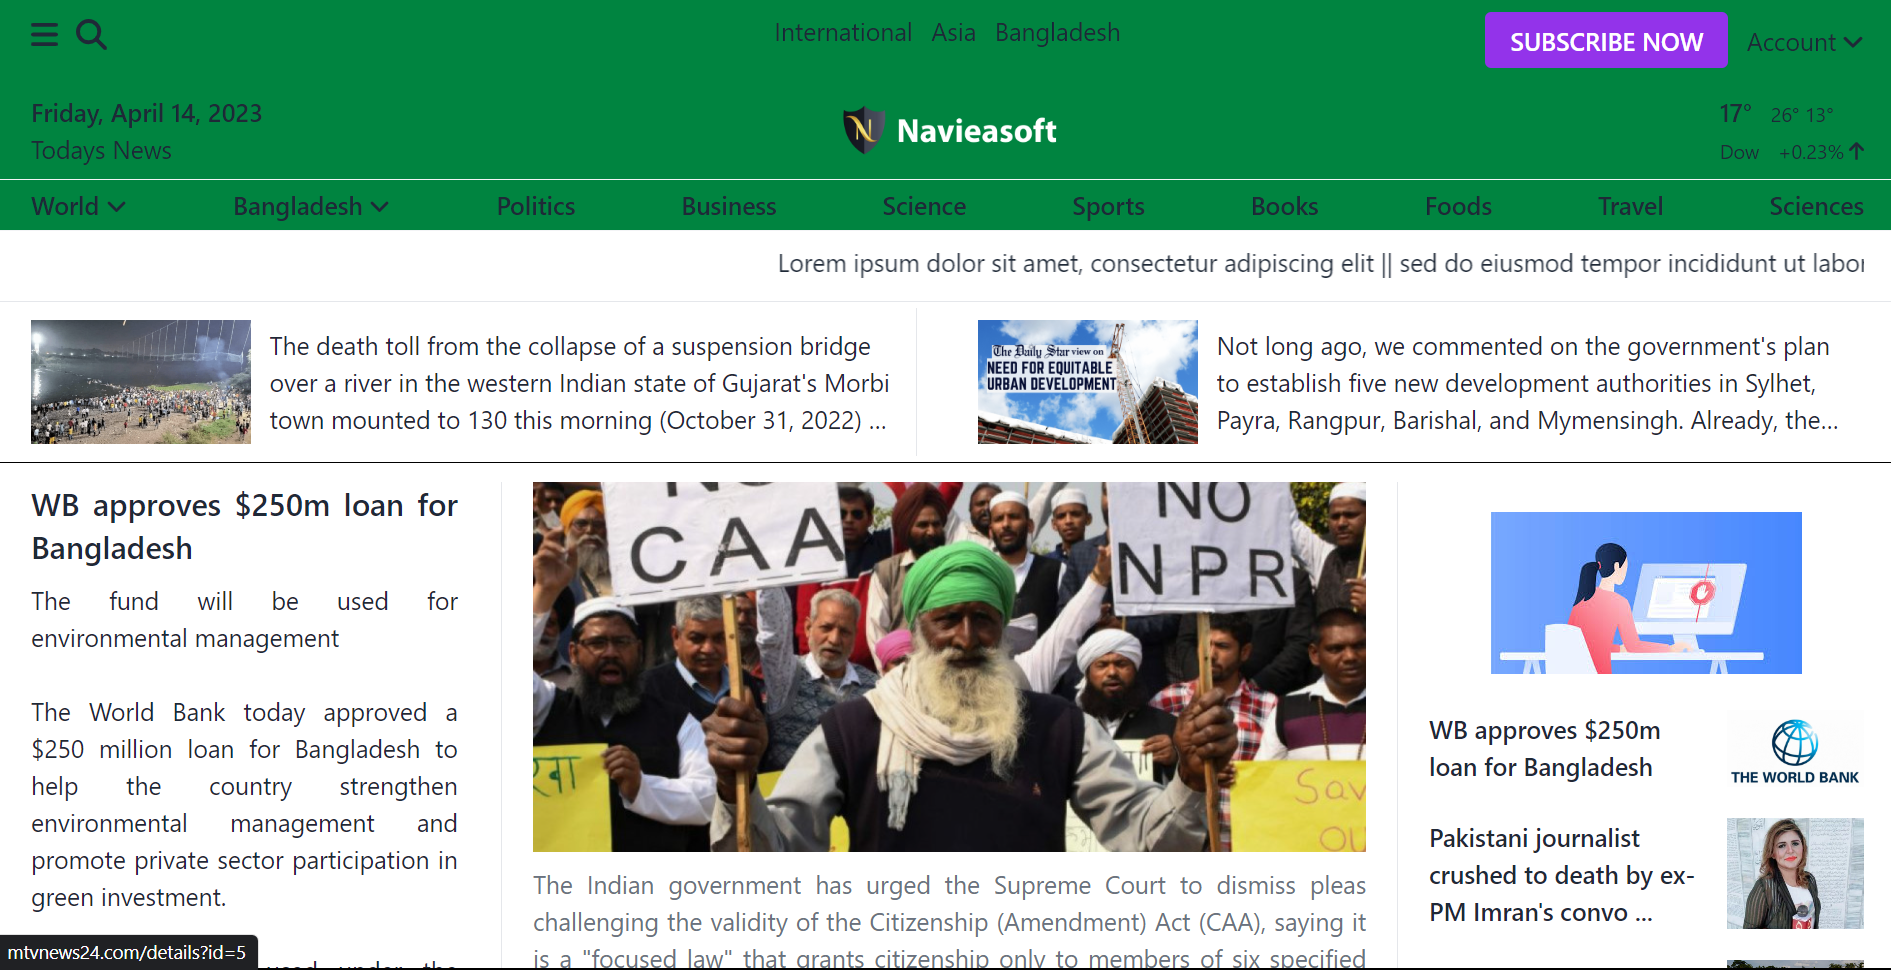 International Asia Bangladesh
SUBSCRIBE NOW
Account
Friday, April 14, 2023
Todays News
N Navieasoft
17° 26° 13°
Dow +0.23%
World Bangladesh Politics Business Science Sports Books Foods Travel Sciences
Lorem ipsum dolor sit amet, consectetur adipiscing elit || sed do eiusmod tempor incididunt ut labor
The death toll from the collapse of a suspension bridge
over a river in the western Indian state of Gujarat's Morbi
town mounted to 130 this morning (October 31, 2022) ...
The Daily Star view on
NEED FOR EQUITABLE
URBAN DEVELOPMENT
Not long ago, we commented on the government's plan
to establish five new development authorities in Sylhet,
Payra, Rangpur, Barishal, and Mymensingh. Already, the...
WB approves $250m loan for
Bangladesh
The fund will be used for
environmental management
The World Bank today approved a
$250 million loan for Bangladesh to
help the country strengthen
environmental management and
promote private sector participation in
green investment.
used under the
mtvnews24.com/details?id=5
NO
CAA
NO
NPR
Sav
OU
The Indian government has urged the Supreme Court to dismiss pleas
challenging the validity of the Citizenship (Amendment) Act (CAA), saying it
is a "focused law" that grants citizenship only to members of six specified
WB approves $250m
loan for Bangladesh
THE WORLD BANK
Pakistani journalist
crushed to death by ex-
PM Imran's convo ...